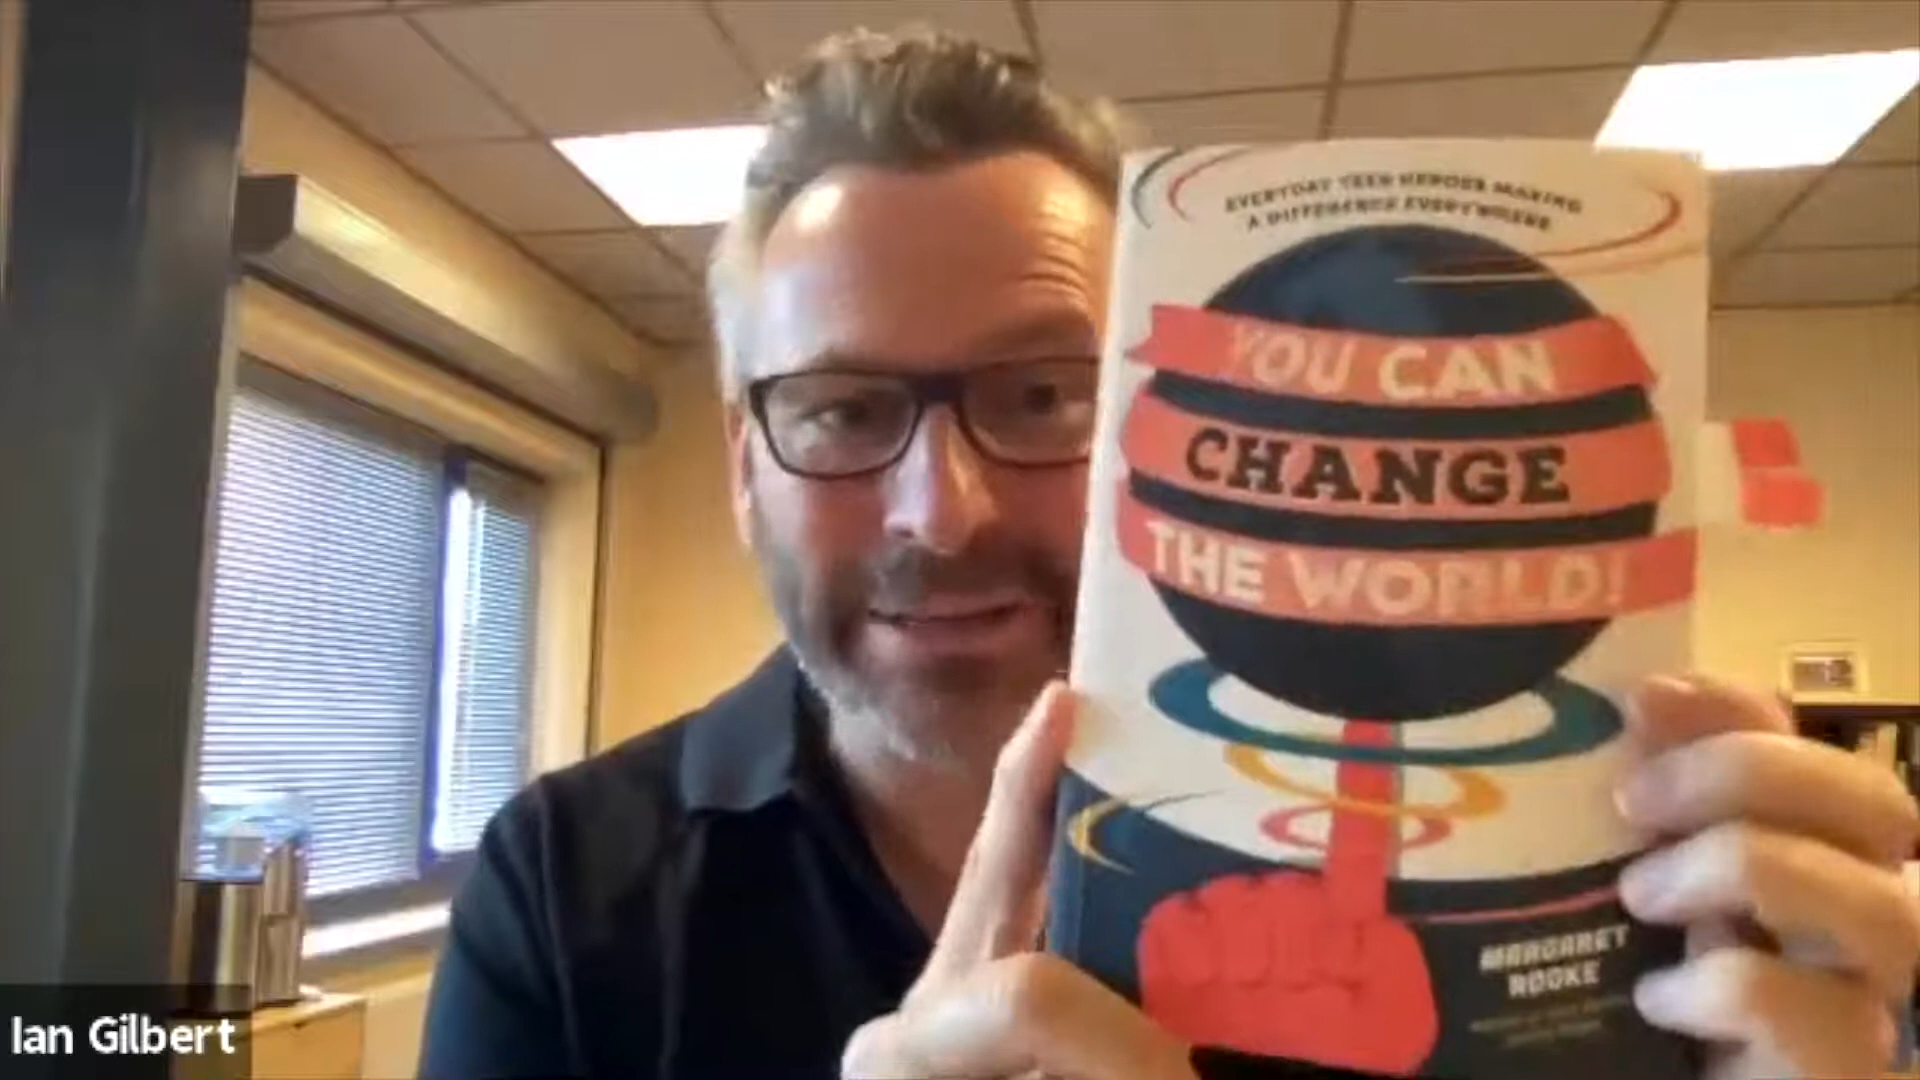 EVERYDAY TEEN HEROES MAKING
A DIFFERENCE EVERYWHERE
YOU CAN
CHANGE
THE WORLD!
MARGARET
ROOKE
Ian Gilbert